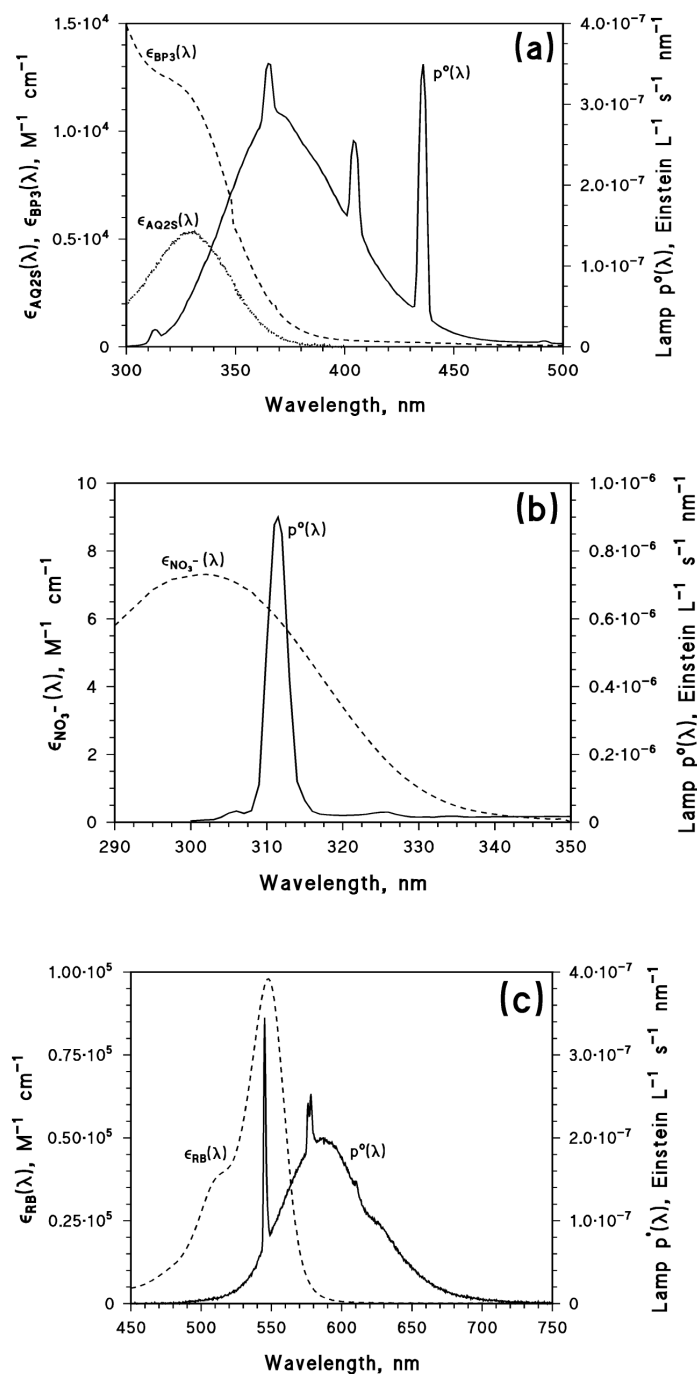 (a)
εBP3(λ)
p°(λ)
εAQ2S(λ)
1.5·10⁴
1.0·10⁴
0.5·10⁴
0
4.0·10⁻⁷
3.0·10⁻⁷
2.0·10⁻⁷
1.0·10⁻⁷
0
300 350 400 450 500
Wavelength, nm
εAQ2S(λ), εBP3(λ), M⁻¹ cm⁻¹
Lamp p°(λ), Einstein L⁻¹ s⁻¹ nm⁻¹
(b)
p°(λ)
εNO₃-(λ)
10
8
6
4
2
0
1.0·10⁻⁶
0.8·10⁻⁶
0.6·10⁻⁶
0.4·10⁻⁶
0.2·10⁻⁶
0
290 300 310 320 330 340 350
Wavelength, nm
εNO₃-(λ), M⁻¹ cm⁻¹
Lamp p°(λ), Einstein L⁻¹ s⁻¹ nm⁻¹
(c)
εRB(λ)
p°(λ)
1.00·10⁵
0.75·10⁵
0.50·10⁵
0.25·10⁵
0
4.0·10⁻⁷
3.0·10⁻⁷
2.0·10⁻⁷
1.0·10⁻⁷
0
450 500 550 600 650 700 750
Wavelength, nm
εRB(λ), M⁻¹ cm⁻¹
Lamp p°(λ), Einstein L⁻¹ s⁻¹ nm⁻¹